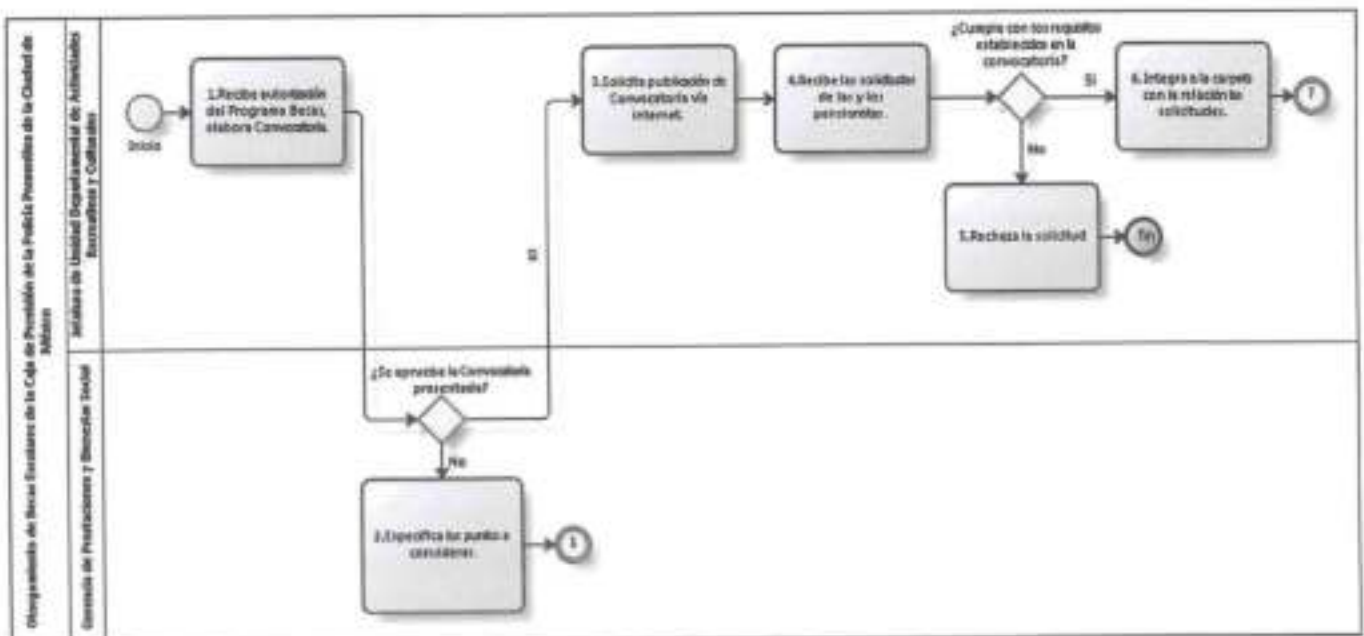 Otorgamiento de Becas Escolares de la Caja de Previsión de la Policía Preventiva de la Ciudad de
México
Jefatura de Unidad Departamental de Actividades
Recreativas y Culturales
Inicio
1.Recibe autorización
del Programa Becas,
elabora Convocatoria.
3.Solicita publicación de
Convocatoria vía
internet.
4.Recibe las solicitudes
de las y los
pensionistas.
¿Cumple con los requisitos
establecidos en la
convocatoria?
Si
6.Integra a la carpeta
con la relación las
solicitudes.
7
No
5.Rechaza la solicitud
Fin
Si
Gerencia de Prestaciones y Bienestar Social
¿Se aprueba la Convocatoria
presentada?
No
2.Especifica los puntos a
considerar.
1